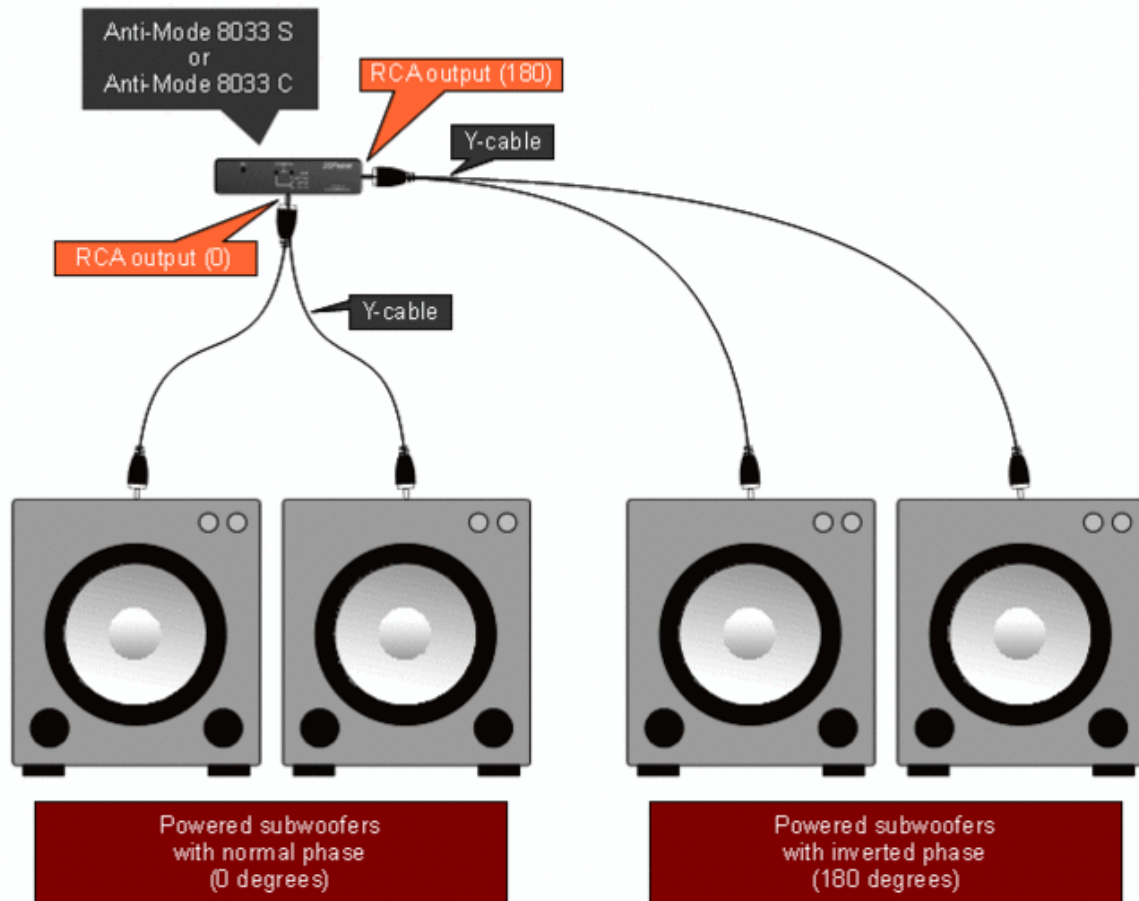 Anti-Mode 8033 S
or
Anti-Mode 8033 C
RCA output (180)
Y-cable
RCA output (0)
Y-cable
Powered subwoofers
with normal phase
(0 degrees)
Powered subwoofers
with inverted phase
(180 degrees)